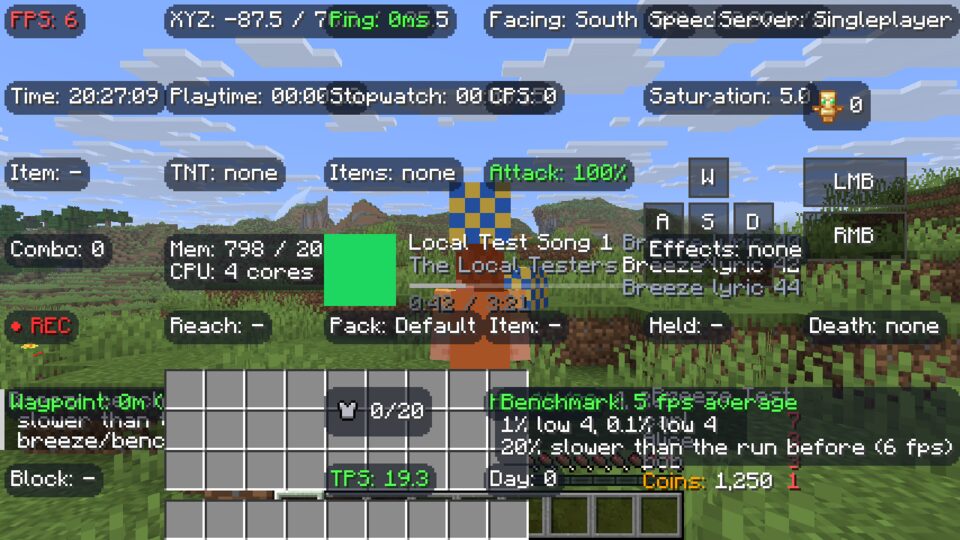 FPS: 6
XYZ: -87.5 / 7
Ping: 0ms
5
Facing: South
Speed
Server: Singleplayer
Time: 20:27:09
Playtime: 00:00
Stopwatch: 00
CPS: 0
Saturation: 5.0
0
Item: -
TNT: none
Items: none
Attack: 100%
W
LMB
A
S
D
RMB
Combo: 0
Mem: 798 / 20
CPU: 4 cores
Local Test Song 1
The Local Testers
0:42 / 3:21
Effects: none
Breeze lyric 42
Breeze lyric 44
● REC
Reach: -
Pack: Default
Item: -
Held: -
Death: none
Waypoint: 0m
slower than
breeze/benc
0/20
Benchmark: 5 fps average
1% low 4, 0.1% low 4
20% slower than the run before (6 fps)
Block: -
TPS: 19.3
Day: 0
Coins: 1,250
1